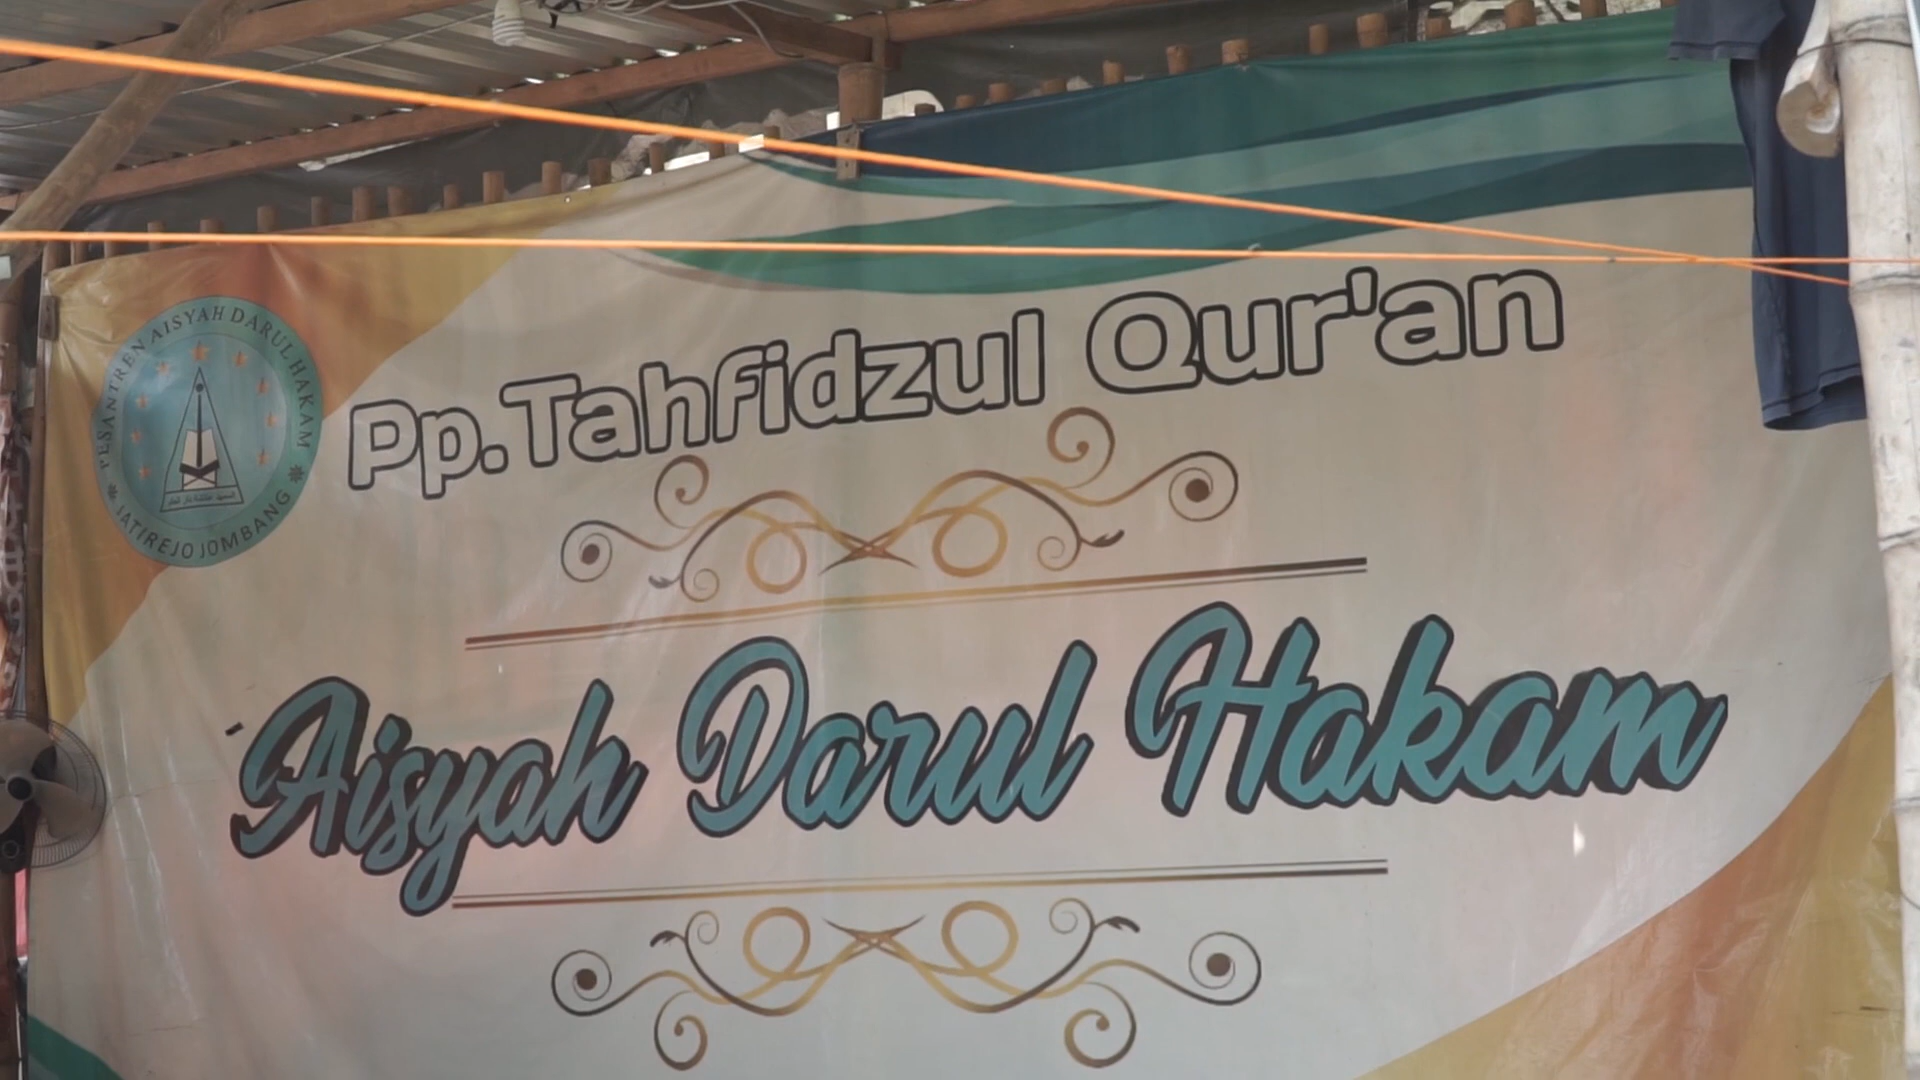 PESANTREN AISYAH DARUL HAKAM
JATIREJO JOMBANG
Pp.Tahfidzul Qur'an
Aisyah Darul Hakam